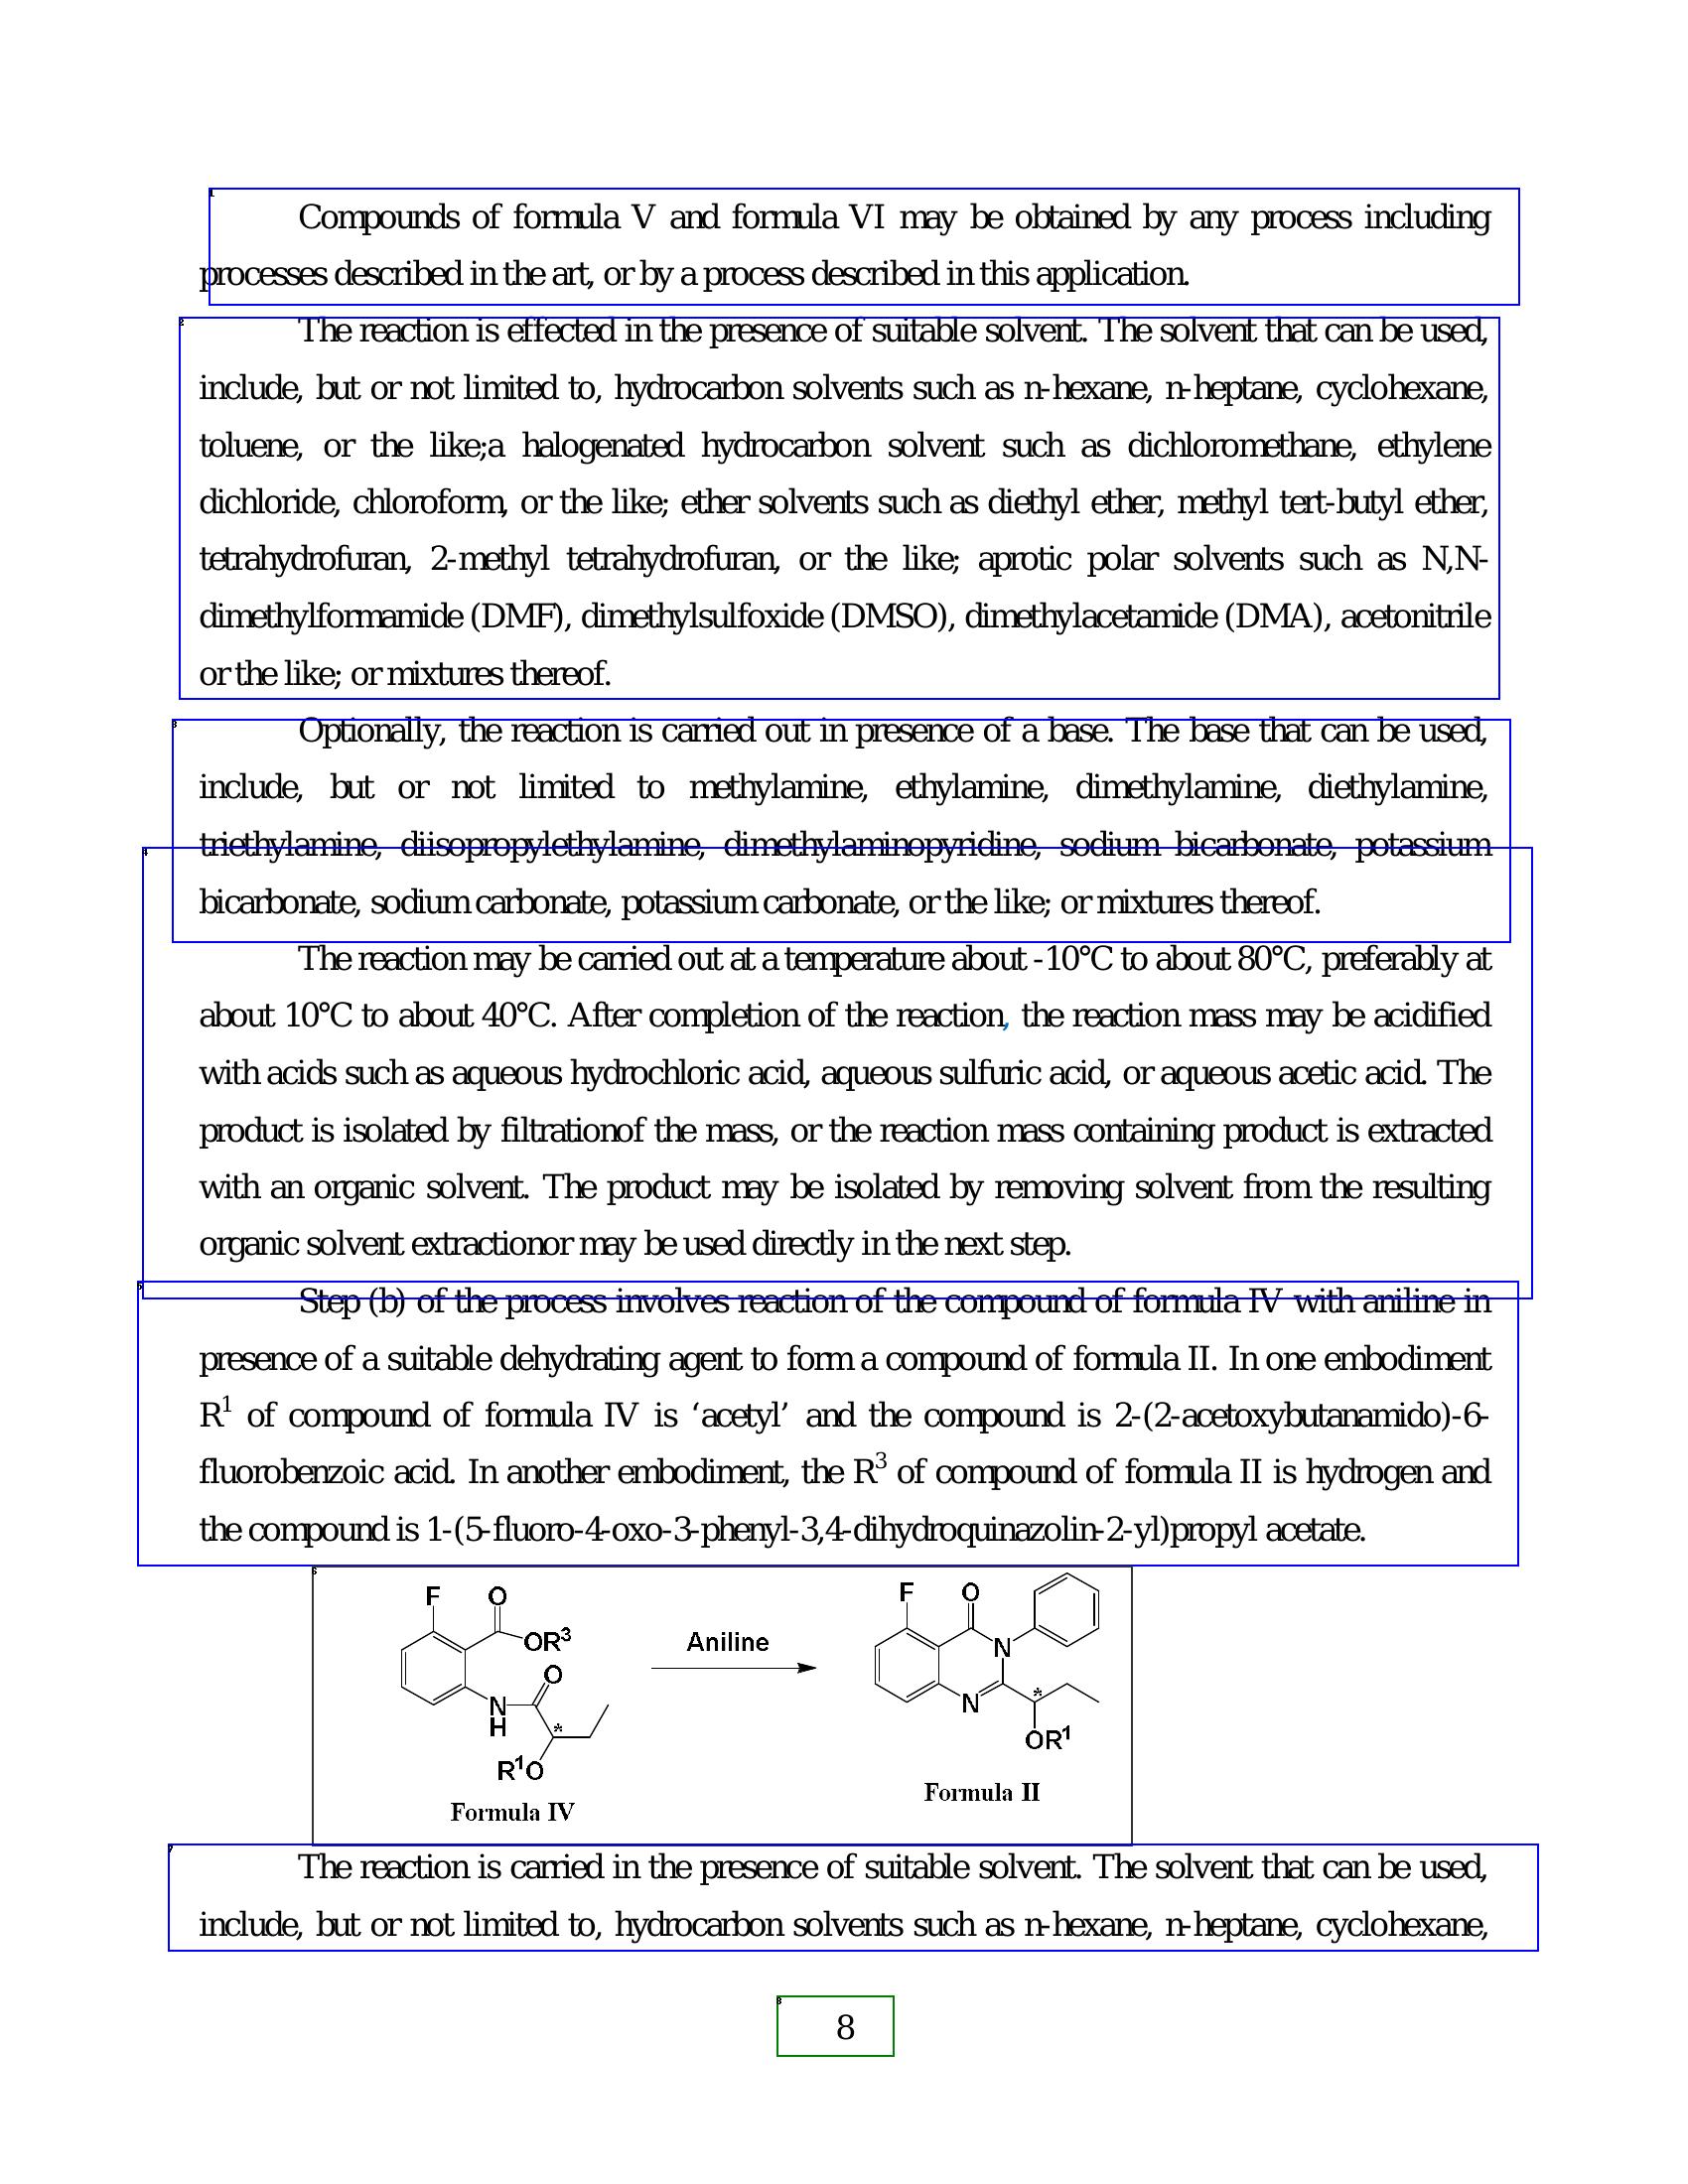 Compounds of formula V and formula VI may be obtained by any process including
processes described in the art, or by a process described in this application.
The reaction is effected in the presence of suitable solvent. The solvent that can be used,
include, but or not limited to, hydrocarbon solvents such as n-hexane, n-heptane, cyclohexane,
toluene, or the like;a halogenated hydrocarbon solvent such as dichloromethane, ethylene
dichloride, chloroform, or the like; ether solvents such as diethyl ether, methyl tert-butyl ether,
tetrahydrofuran, 2-methyl tetrahydrofuran, or the like; aprotic polar solvents such as N,N-
dimethylformamide (DMF), dimethylsulfoxide (DMSO), dimethylacetamide (DMA), acetonitrile
or the like; or mixtures thereof.
Optionally, the reaction is carried out in presence of a base. The base that can be used,
include, but or not limited to methylamine, ethylamine, dimethylamine, diethylamine,
triethylamine, diisopropylethylamine, dimethylaminopyridine, sodium bicarbonate, potassium
bicarbonate, sodium carbonate, potassium carbonate, or the like; or mixtures thereof.
The reaction may be carried out at a temperature about -10°C to about 80°C, preferably at
about 10°C to about 40°C. After completion of the reaction, the reaction mass may be acidified
with acids such as aqueous hydrochloric acid, aqueous sulfuric acid, or aqueous acetic acid. The
product is isolated by filtrationof the mass, or the reaction mass containing product is extracted
with an organic solvent. The product may be isolated by removing solvent from the resulting
organic solvent extractionor may be used directly in the next step.
Step (b) of the process involves reaction of the compound of formula IV with aniline in
presence of a suitable dehydrating agent to form a compound of formula II. In one embodiment
R¹ of compound of formula IV is ‘acetyl’ and the compound is 2-(2-acetoxybutanamido)-6-
fluorobenzoic acid. In another embodiment, the R³ of compound of formula II is hydrogen and
the compound is 1-(5-fluoro-4-oxo-3-phenyl-3,4-dihydroquinazolin-2-yl)propyl acetate.
F O OR³ O N H * R¹O
Formula IV
Aniline
F O N N * OR¹
Formula II
The reaction is carried in the presence of suitable solvent. The solvent that can be used,
include, but or not limited to, hydrocarbon solvents such as n-hexane, n-heptane, cyclohexane,
8